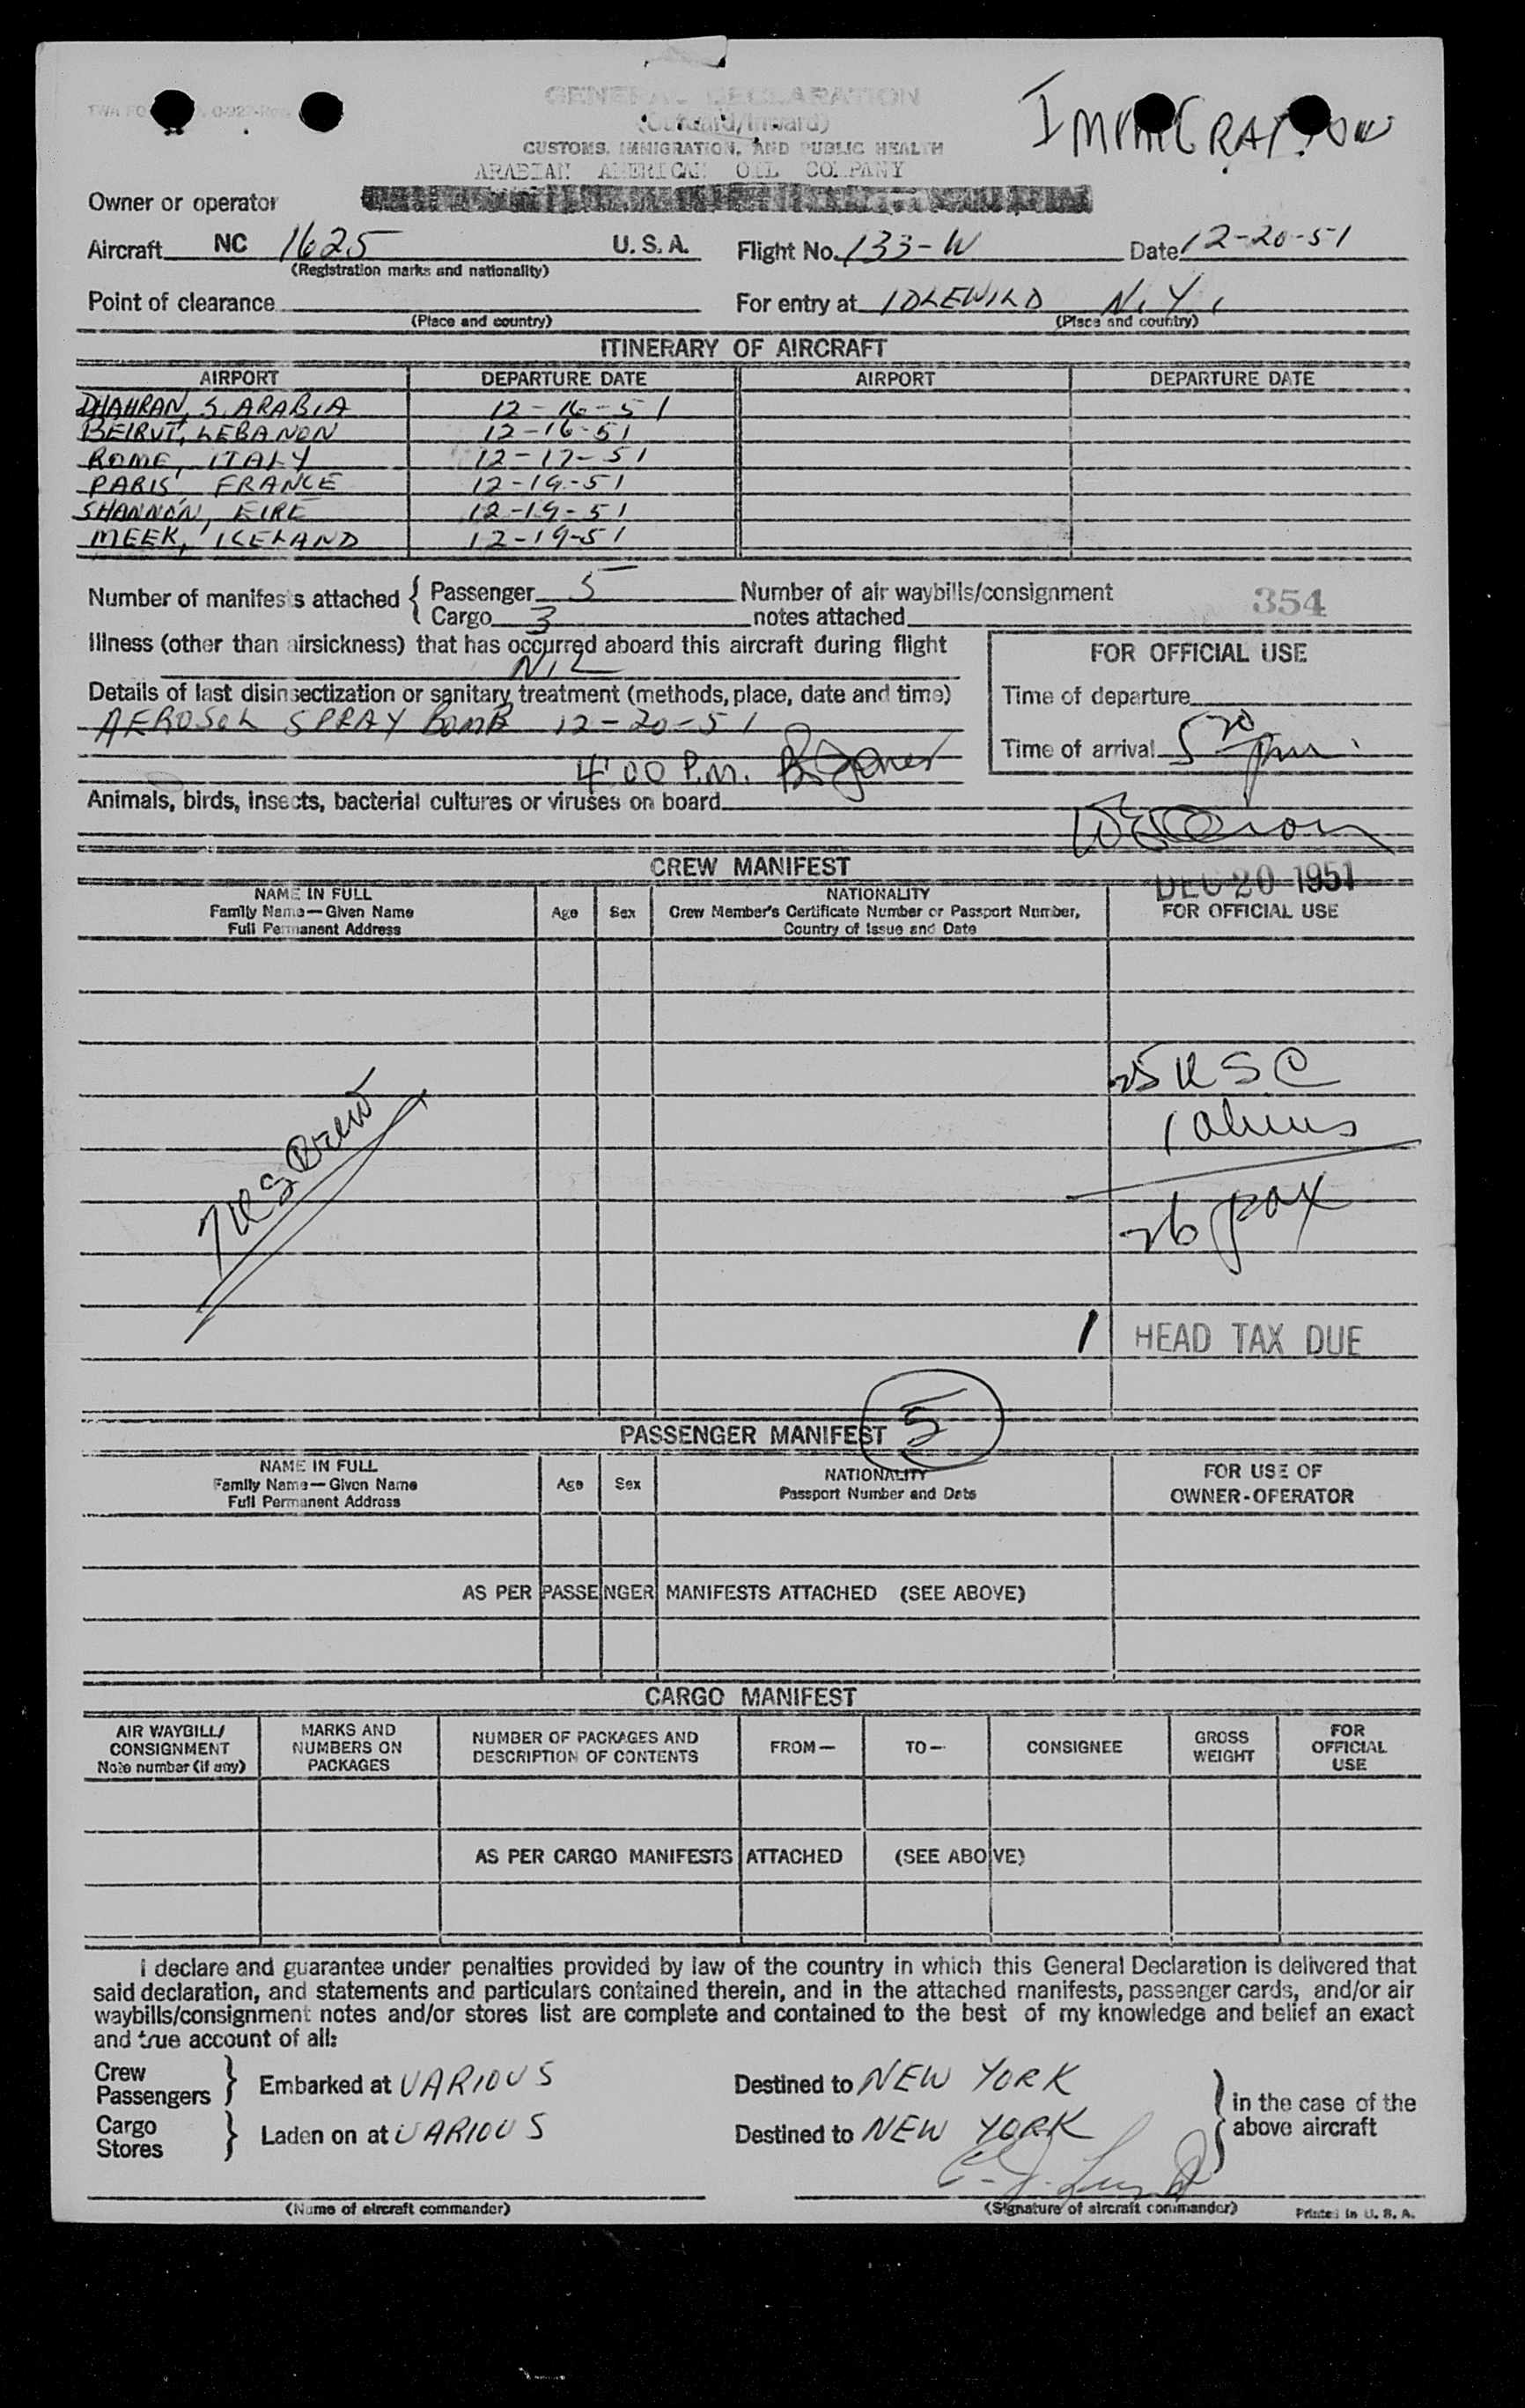 GENERAL DECLARATION
(Outward/Inward)
IMMIGRATION
CUSTOMS, IMMIGRATION, AND PUBLIC HEALTH
ARABIAN AMERICAN OIL COMPANY
Owner or operator
Aircraft NC 1625 U.S.A. Flight No. 133-W Date 12-20-51
(Registration marks and nationality)
Point of clearance For entry at IDLEWILD N.Y.
(Place and country) (Place and country)
ITINERARY OF AIRCRAFT
AIRPORT DEPARTURE DATE AIRPORT DEPARTURE DATE
DHAHRAN, S. ARABIA 12-16-51
BEIRUT, LEBANON 12-16-51
ROME, ITALY 12-17-51
PARIS, FRANCE 12-19-51
SHANNON, EIRE 12-19-51
MEEK, ICELAND 12-19-51
Number of manifests attached { Passenger 5 Number of air waybills/consignment 354
Cargo 3 notes attached
Illness (other than airsickness) that has occurred aboard this aircraft during flight
NIL
FOR OFFICIAL USE
Details of last disinsectization or sanitary treatment (methods, place, date and time)
Time of departure
AEROSOL SPRAY BOMB 12-20-51
Time of arrival 5 20 pm
4:00 P.M.
Animals, birds, insects, bacterial cultures or viruses on board
CREW MANIFEST
DEC 20 1951
NAME IN FULL
Family Name—Given Name
Full Permanent Address
Age Sex
NATIONALITY
Crew Member's Certificate Number or Passport Number,
Country of Issue and Date
FOR OFFICIAL USE
25 USC
1 aliens
7 US Crew
26 pax
1 HEAD TAX DUE
PASSENGER MANIFEST 5
NAME IN FULL
Family Name—Given Name
Full Permanent Address
Age Sex
NATIONALITY
Passport Number and Date
FOR USE OF
OWNER-OPERATOR
AS PER PASSENGER MANIFESTS ATTACHED (SEE ABOVE)
CARGO MANIFEST
AIR WAYBILL/
CONSIGNMENT
Note number (if any)
MARKS AND
NUMBERS ON
PACKAGES
NUMBER OF PACKAGES AND
DESCRIPTION OF CONTENTS
FROM— TO— CONSIGNEE
GROSS
WEIGHT
FOR
OFFICIAL
USE
AS PER CARGO MANIFESTS ATTACHED (SEE ABOVE)
I declare and guarantee under penalties provided by law of the country in which this General Declaration is delivered that
said declaration, and statements and particulars contained therein, and in the attached manifests, passenger cards, and/or air
waybills/consignment notes and/or stores list are complete and contained to the best of my knowledge and belief an exact
and true account of all:
Crew
Passengers } Embarked at VARIOUS Destined to NEW YORK
Cargo
Stores } Laden on at VARIOUS Destined to NEW YORK
} in the case of the
above aircraft
(Name of aircraft commander) (Signature of aircraft commander) Printed in U.S.A.